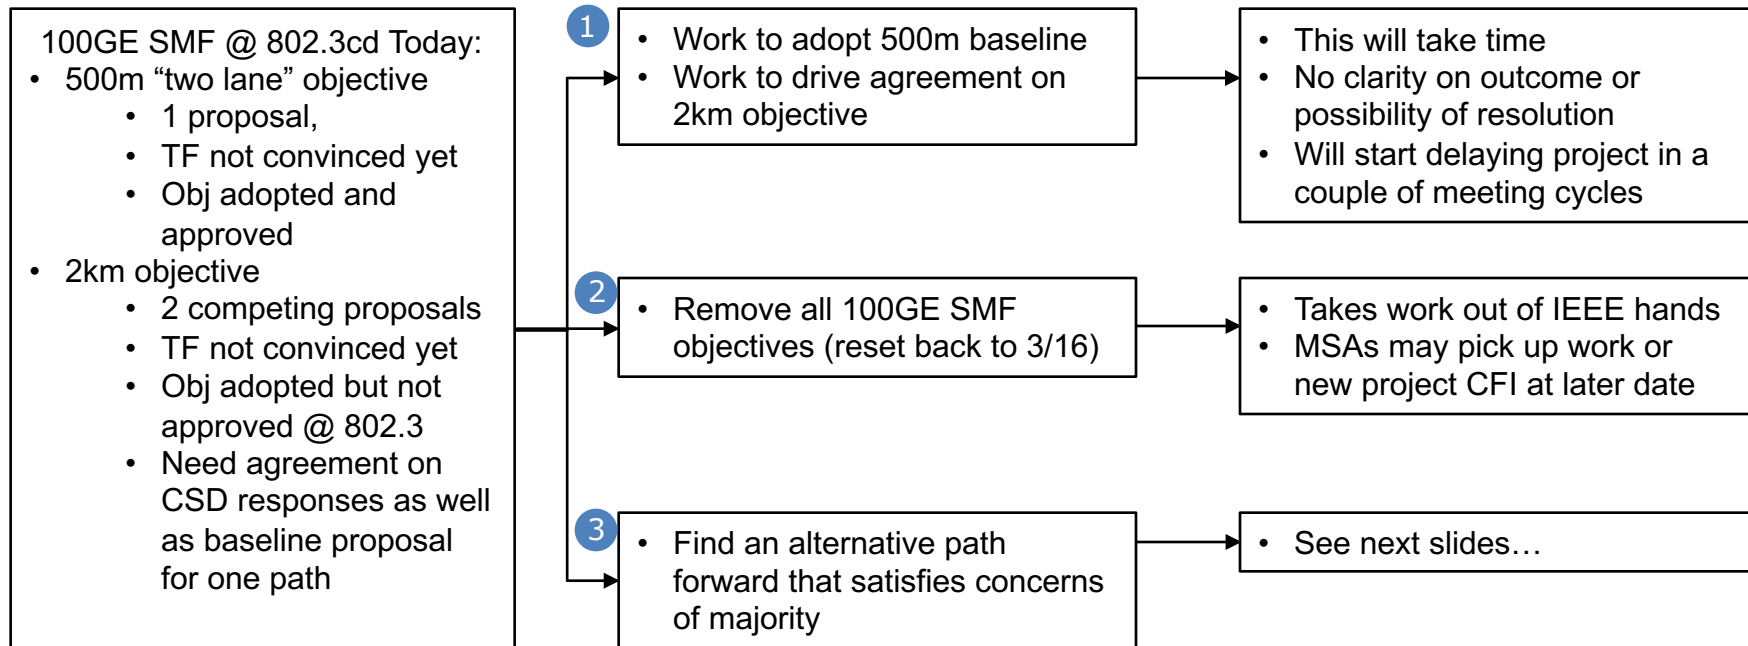 100GE SMF @ 802.3cd Today:
• 500m “two lane” objective
• 1 proposal,
• TF not convinced yet
• Obj adopted and
approved
• 2km objective
• 2 competing proposals
• TF not convinced yet
• Obj adopted but not
approved @ 802.3
• Need agreement on
CSD responses as well
as baseline proposal
for one path
1
• Work to adopt 500m baseline
• Work to drive agreement on
2km objective
• This will take time
• No clarity on outcome or
possibility of resolution
• Will start delaying project in a
couple of meeting cycles
2
• Remove all 100GE SMF
objectives (reset back to 3/16)
• Takes work out of IEEE hands
• MSAs may pick up work or
new project CFI at later date
3
• Find an alternative path
forward that satisfies concerns
of majority
• See next slides…